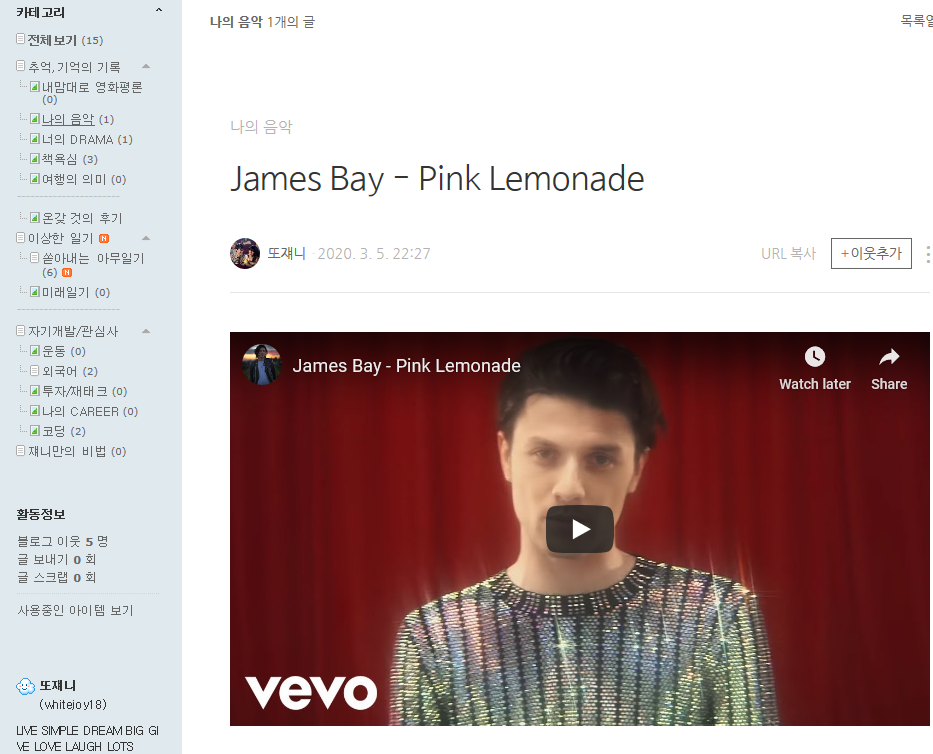 카테고리
전체보기 (15)
추억,기억의 기록
내맘대로 영화평론
(0)
나의 음악 (1)
너의 DRAMA (1)
책욕심 (3)
여행의 의미 (0)
온갖 것의 후기
이상한 일기 N
쏟아내는 아무일기
(6) N
미래일기 (0)
자기개발/관심사
운동 (0)
외국어 (2)
투자/재태크 (0)
나의 CAREER (0)
코딩 (2)
쟤니만의 비법 (0)
활동정보
블로그 이웃 5 명
글 보내기 0 회
글 스크랩 0 회
사용중인 아이템 보기
또쟤니
(whitejoy18)
LIVE SIMPLE DREAM BIG GI
VE LOVE LAUGH LOTS
나의 음악 1개의 글
목록열
나의 음악
James Bay - Pink Lemonade
또쟤니 · 2020. 3. 5. 22:27
URL 복사
+이웃추가
James Bay - Pink Lemonade
Watch later
Share
vevo